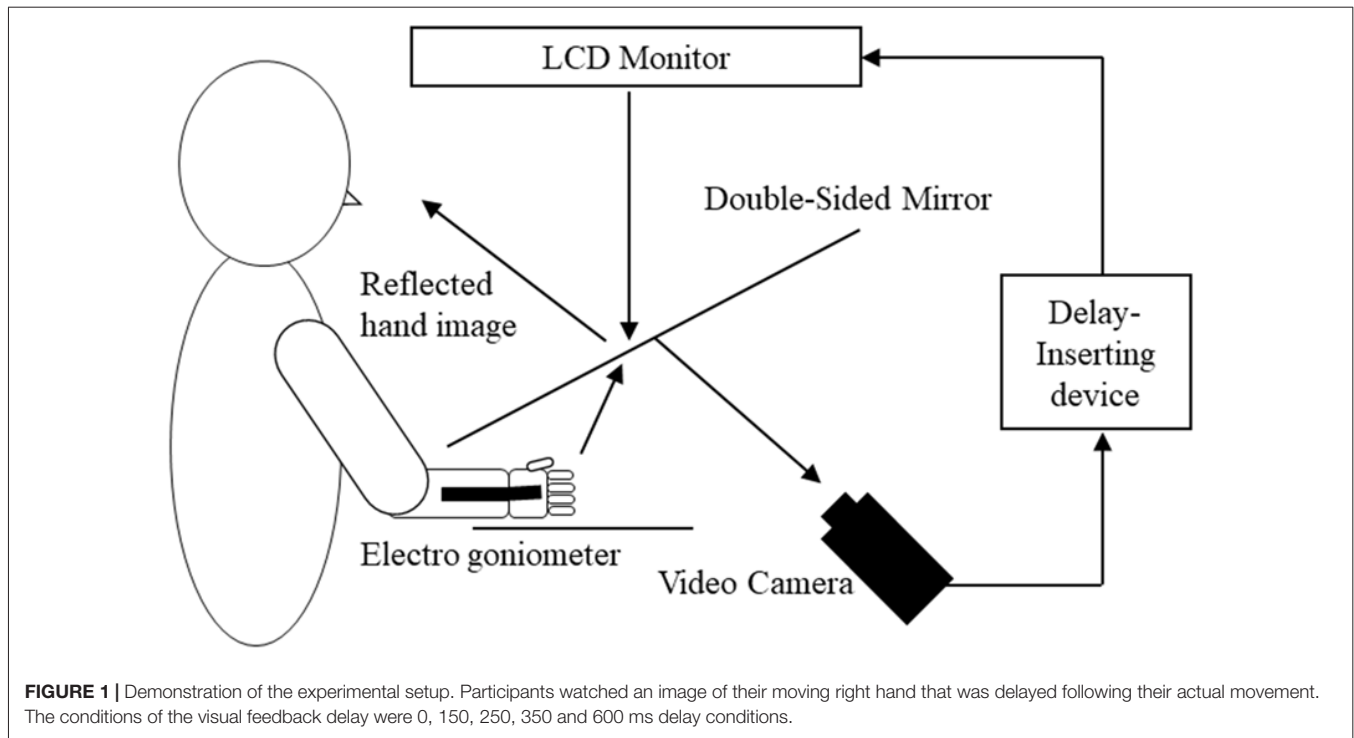 LCD Monitor
Double-Sided Mirror
Reflected
hand image
Delay-
Inserting
device
Electro goniometer
Video Camera
FIGURE 1 | Demonstration of the experimental setup. Participants watched an image of their moving right hand that was delayed following their actual movement.
The conditions of the visual feedback delay were 0, 150, 250, 350 and 600 ms delay conditions.